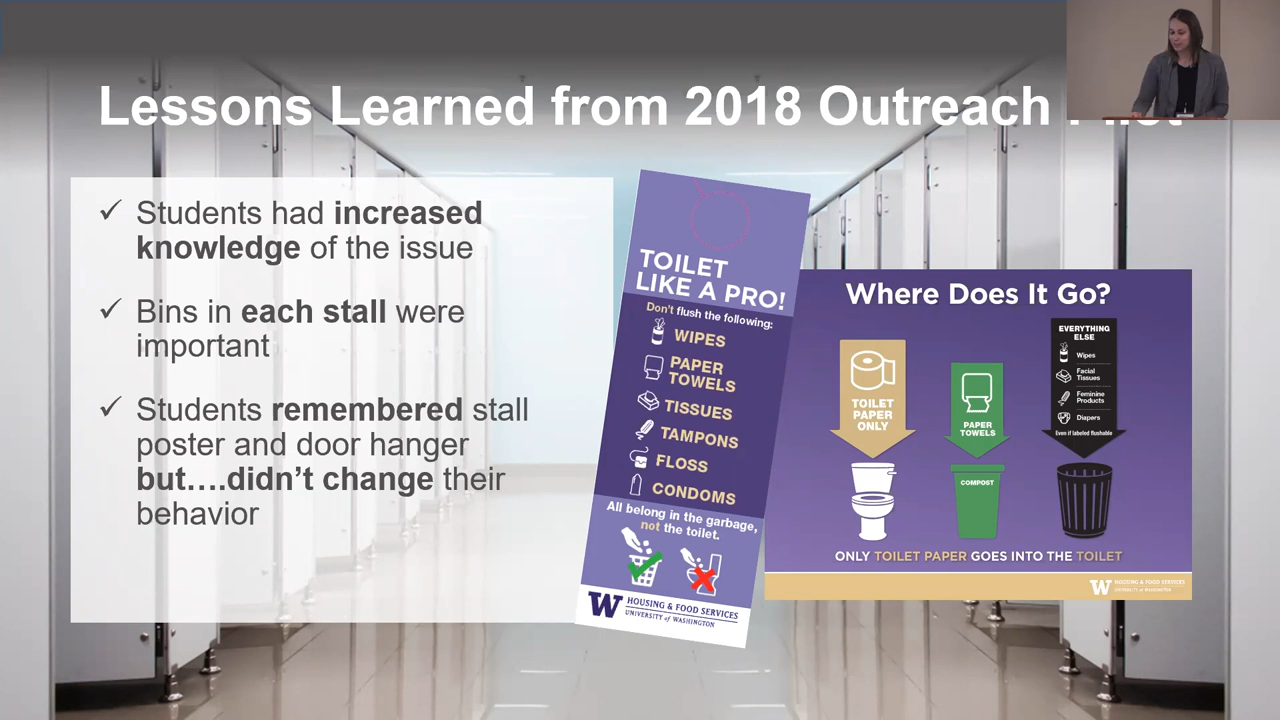 Lessons Learned from 2018 Outreach
✓ Students had increased
knowledge of the issue
✓ Bins in each stall were
important
✓ Students remembered stall
poster and door hanger
but….didn’t change their
behavior
TOILET
LIKE A PRO!
Don't flush the following:
WIPES
PAPER
TOWELS
TISSUES
TAMPONS
FLOSS
CONDOMS
All belong in the garbage,
not the toilet.
W HOUSING & FOOD SERVICES
UNIVERSITY of WASHINGTON
Where Does It Go?
TOILET
PAPER
ONLY
PAPER
TOWELS
EVERYTHING
ELSE
Wipes
Facial
Tissues
Feminine
Products
Diapers
Even if labeled flushable
COMPOST
ONLY TOILET PAPER GOES INTO THE TOILET
W HOUSING & FOOD SERVICES
UNIVERSITY of WASHINGTON